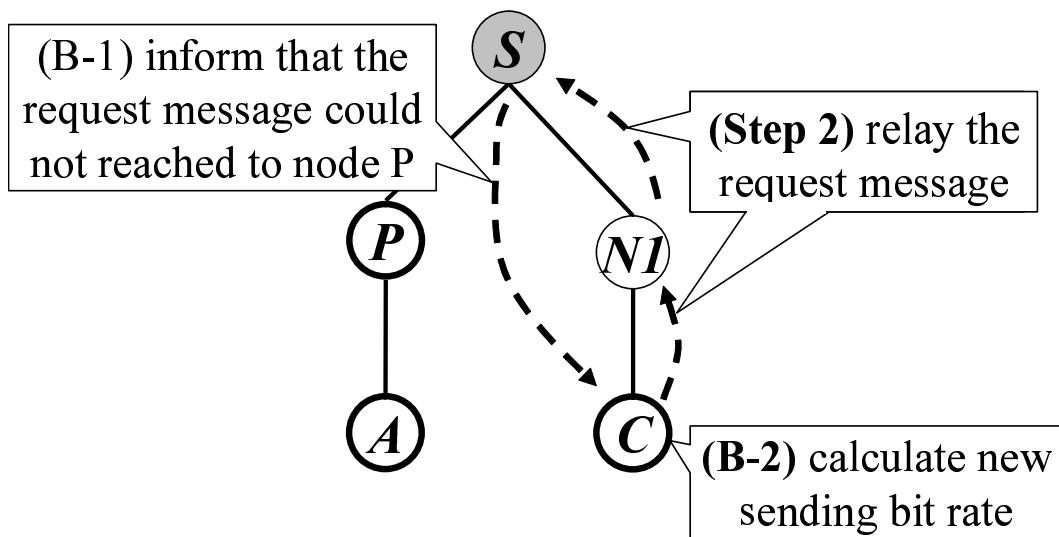 S
(B-1) inform that the
request message could
not reached to node P
(Step 2) relay the
request message
P
N1
A
C
(B-2) calculate new
sending bit rate